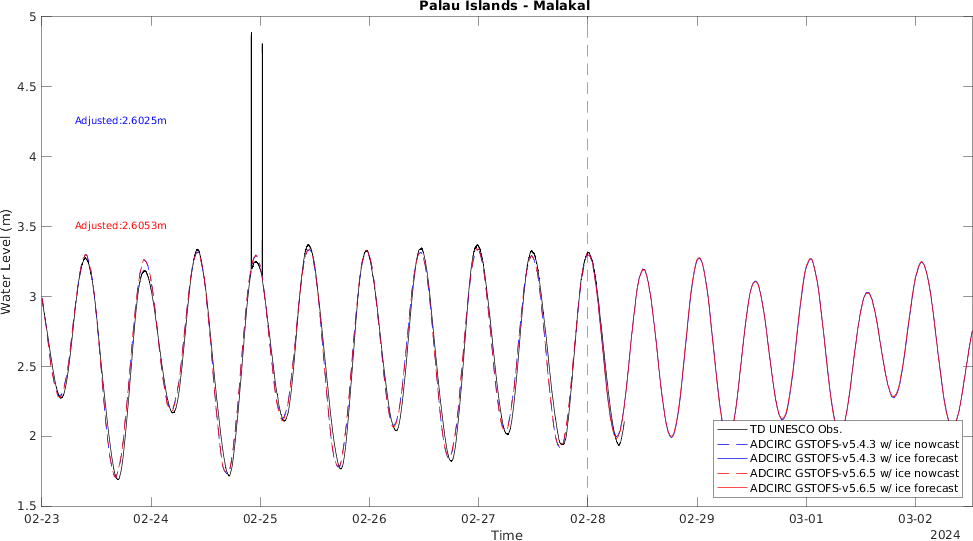 Palau Islands - Malakal
5
4.5
4
3.5
3
2.5
2
1.5
Water Level (m)
Adjusted:2.6025m
Adjusted:2.6053m
TD UNESCO Obs.
ADCIRC GSTOFS-v5.4.3 w/ ice nowcast
ADCIRC GSTOFS-v5.4.3 w/ ice forecast
ADCIRC GSTOFS-v5.6.5 w/ ice nowcast
ADCIRC GSTOFS-v5.6.5 w/ ice forecast
02-23 02-24 02-25 02-26 02-27 02-28 02-29 03-01 03-02
Time
2024